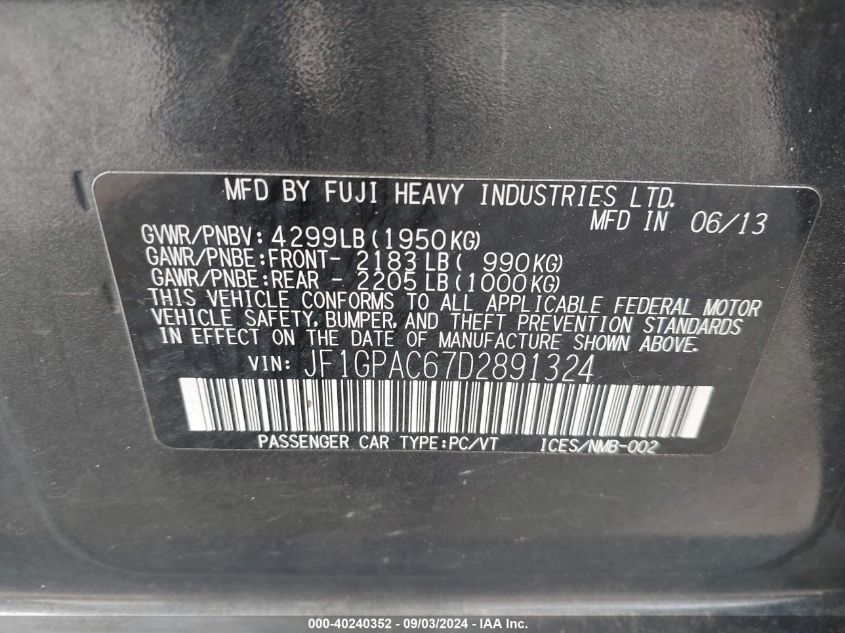 MFD BY FUJI HEAVY INDUSTRIES LTD.
MFD IN 06/13
GVWR/PNBV: 4299LB(1950KG)
GAWR/PNBE:FRONT- 2183LB( 990KG)
GAWR/PNBE:REAR - 2205LB(1000KG)
THIS VEHICLE CONFORMS TO ALL APPLICABLE FEDERAL MOTOR
VEHICLE SAFETY, BUMPER, AND THEFT PREVENTION STANDARDS
IN EFFECT ON THE DATE OF MANUFACTURE SHOWN ABOVE.
VIN: JF1GPAC67D2891324
PASSENGER CAR TYPE:PC/VT ICES/NMB-002
000-40240352 - 09/03/2024 - IAA Inc.